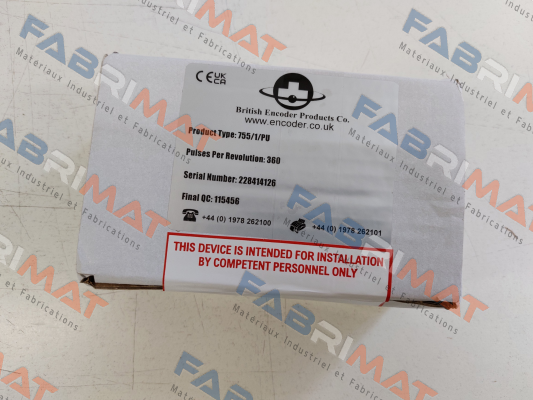 FABRIMAT
Matériaux Industriel et Fabrications
CE UK
CA
British Encoder Products Co.
www.encoder.co.uk
Product Type: 755/1/PU
Pulses Per Revolution: 360
Serial Number: 228414126
Final QC: 115456
+44 (0) 1978 262100
+44 (0) 1978 262101
THIS DEVICE IS INTENDED FOR INSTALLATION
BY COMPETENT PERSONNEL ONLY